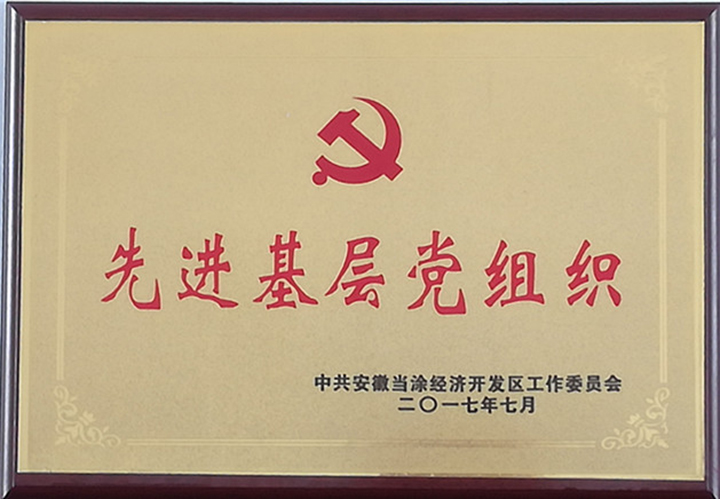 先进基层党组织
中共安徽当涂经济开发区工作委员会
二〇一七年七月